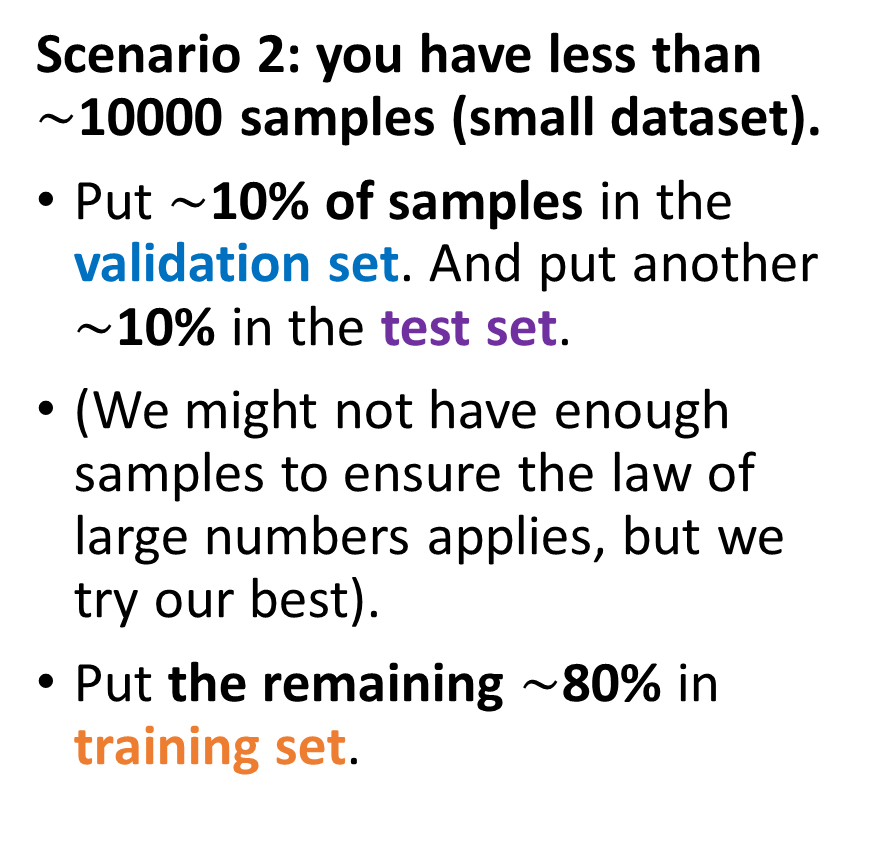 Scenario 2: you have less than
~10000 samples (small dataset).
• Put ~10% of samples in the
validation set. And put another
~10% in the test set.
• (We might not have enough
samples to ensure the law of
large numbers applies, but we
try our best).
• Put the remaining ~80% in
training set.